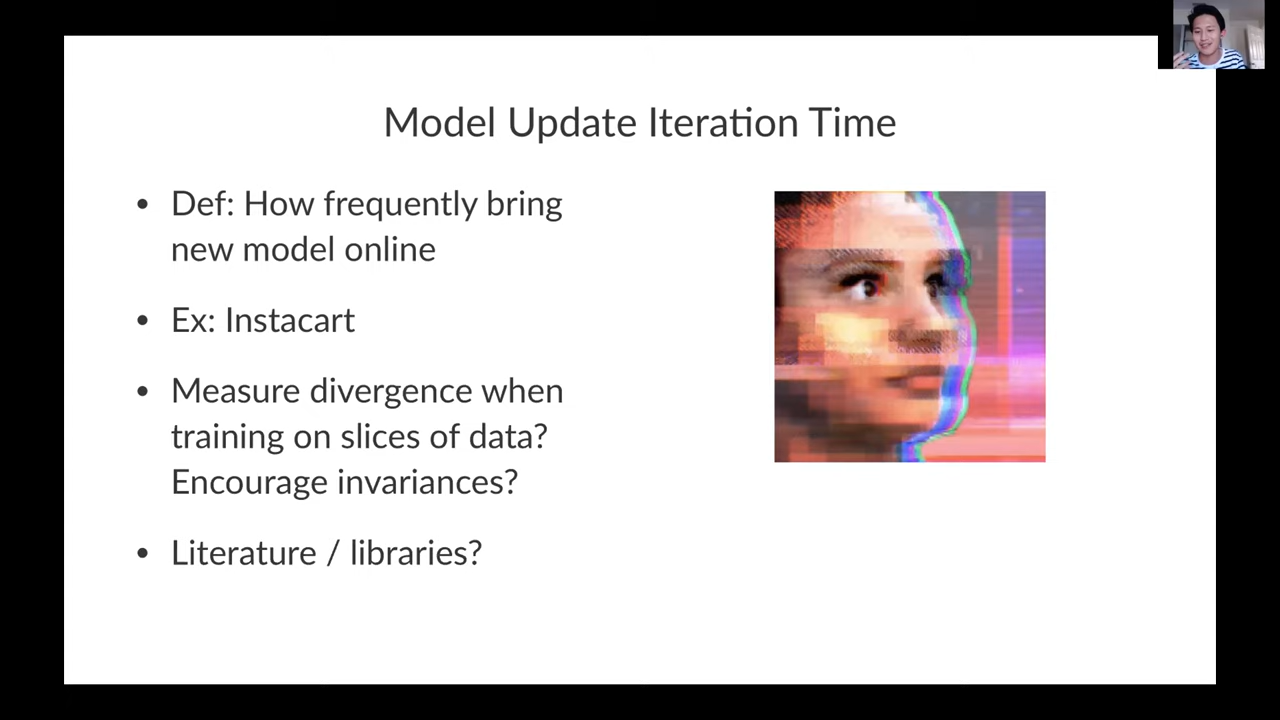 Model Update Iteration Time
• Def: How frequently bring
new model online
• Ex: Instacart
• Measure divergence when
training on slices of data?
Encourage invariances?
• Literature / libraries?